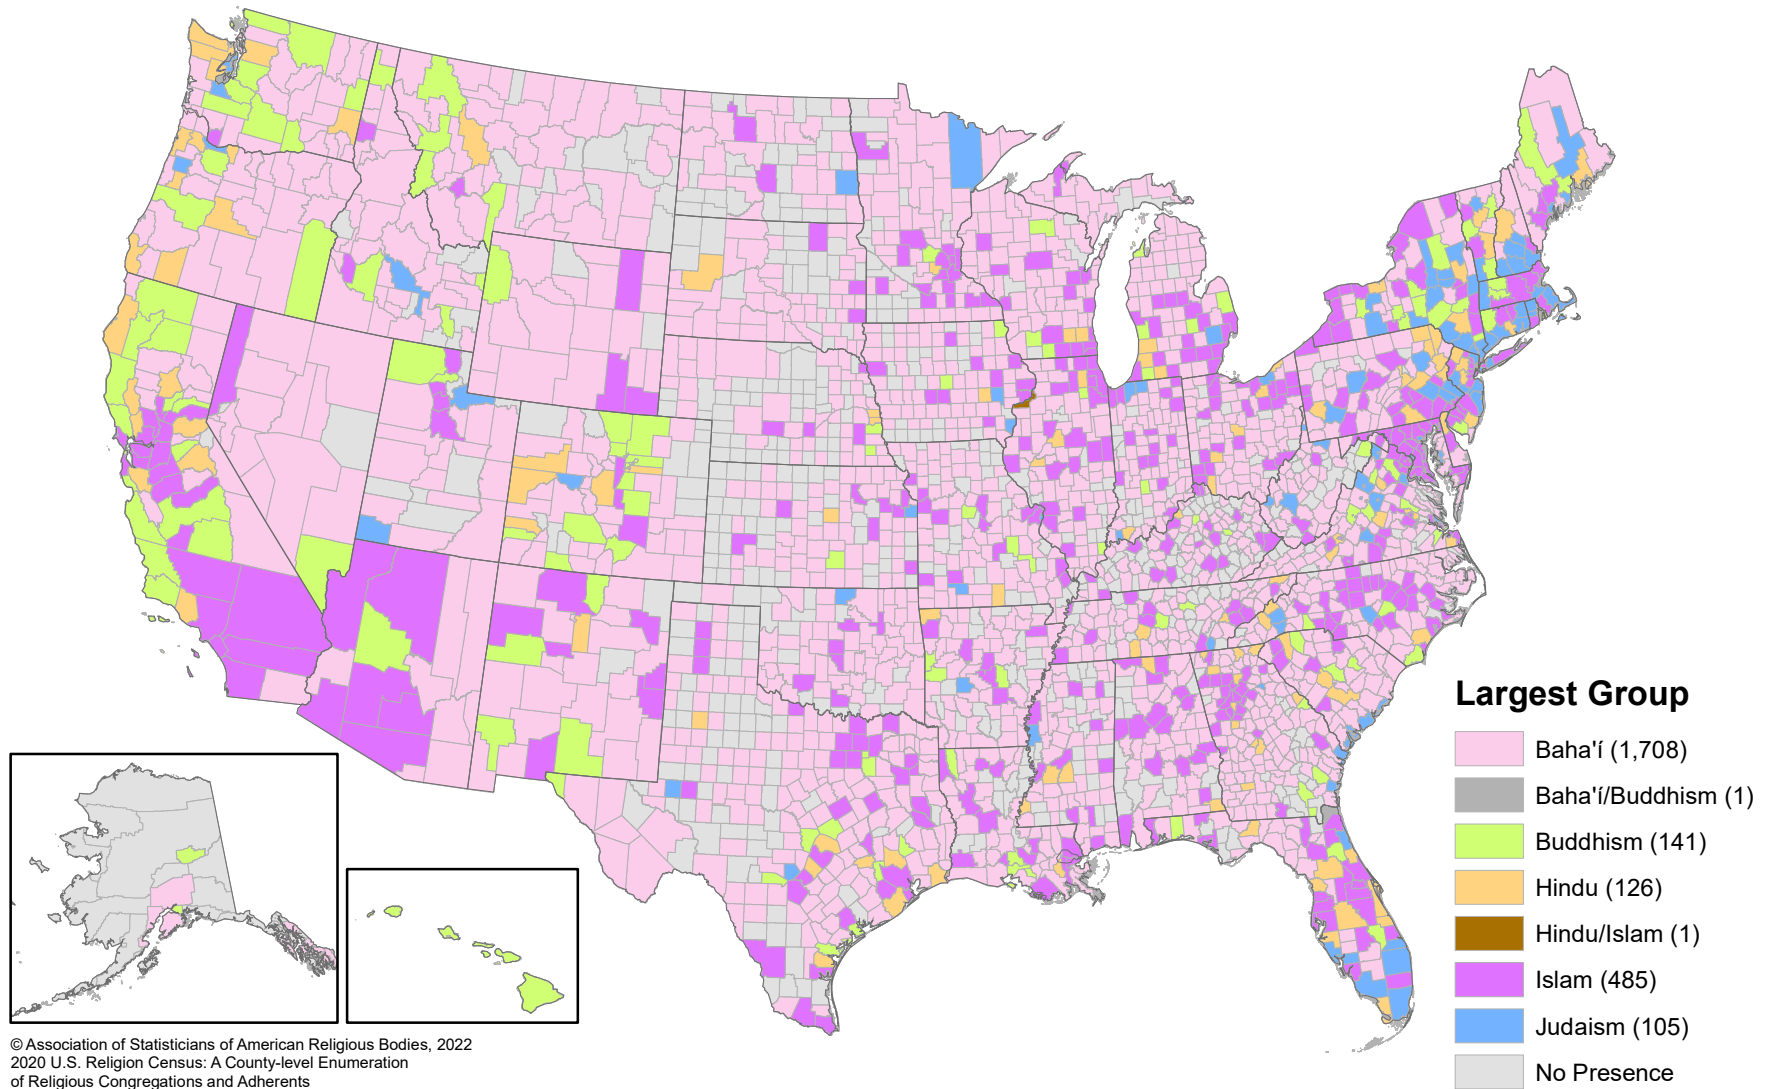 Largest Group
Baha'í (1,708)
Baha'í/Buddhism (1)
Buddhism (141)
Hindu (126)
Hindu/Islam (1)
Islam (485)
Judaism (105)
No Presence
© Association of Statisticians of American Religious Bodies, 2022
2020 U.S. Religion Census: A County-level Enumeration
of Religious Congregations and Adherents